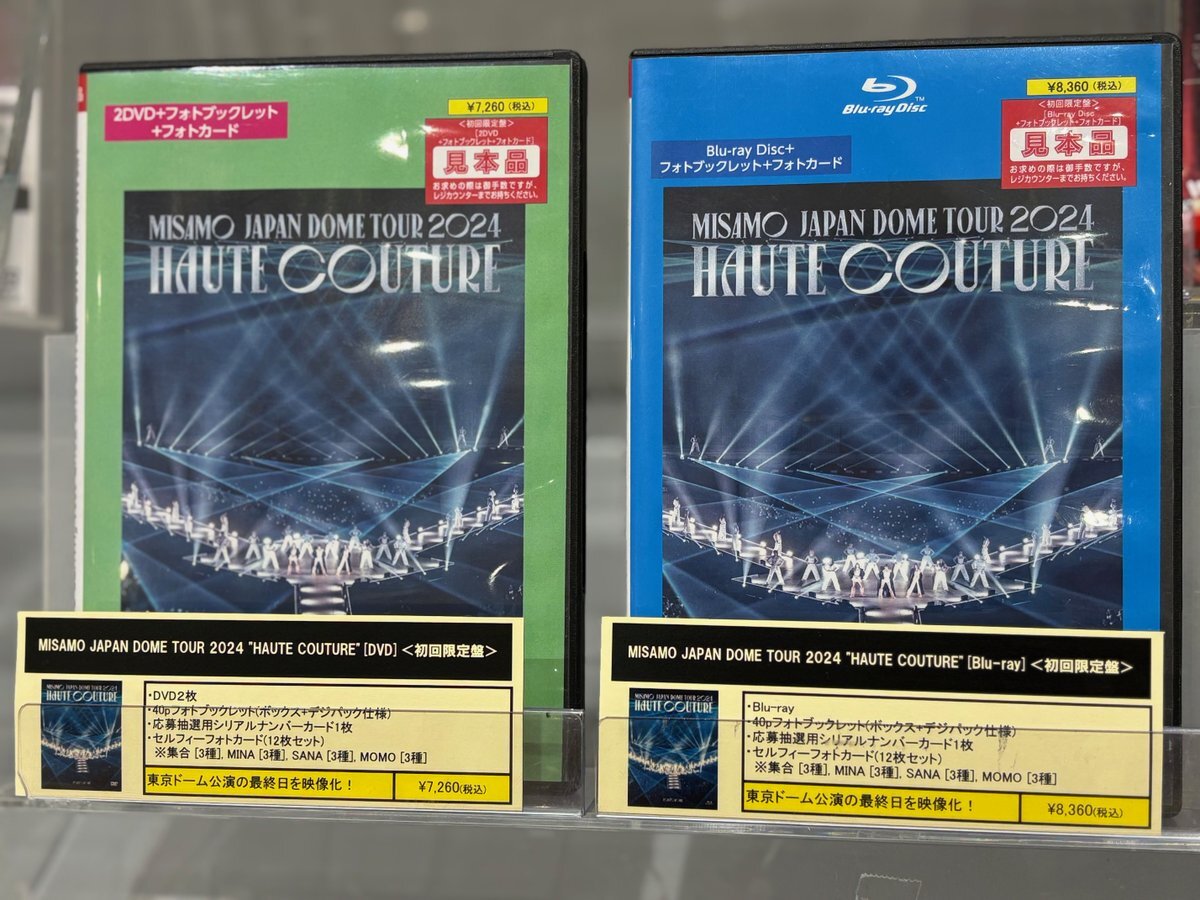 2DVD+フォトブックレット
+フォトカード
¥7,260(税込)
<初回限定盤>
[2DVD
+フォトブックレット+フォトカード]
見本品
お求めの際は御手数ですが、
レジカウンターまでお持ちください。
MISAMO JAPAN DOME TOUR 2024
HAUTE COUTURE
MISAMO JAPAN DOME TOUR 2024 "HAUTE COUTURE" [DVD] <初回限定盤>
MISAMO JAPAN DOME TOUR 2024
HAUTE COUTURE
・DVD2枚
・40pフォトブックレット(ボックス+デジパック仕様)
・応募抽選用シリアルナンバーカード1枚
・セルフィーフォトカード(12枚セット)
※集合 [3種], MINA [3種], SANA [3種], MOMO [3種]
東京ドーム公演の最終日を映像化!
¥7,260(税込)
Blu-ray Disc™
Blu-ray Disc+
フォトブックレット+フォトカード
¥8,360(税込)
<初回限定盤>
[Blu-ray Disc
+フォトブックレット+フォトカード]
見本品
お求めの際は御手数ですが、
レジカウンターまでお持ちください。
MISAMO JAPAN DOME TOUR 2024
HAUTE COUTURE
MISAMO JAPAN DOME TOUR 2024 "HAUTE COUTURE" [Blu-ray] <初回限定盤>
MISAMO JAPAN DOME TOUR 2024
HAUTE COUTURE
・Blu-ray
・40pフォトブックレット(ボックス+デジパック仕様)
・応募抽選用シリアルナンバーカード1枚
・セルフィーフォトカード(12枚セット)
※集合 [3種], MINA [3種], SANA [3種], MOMO [3種]
東京ドーム公演の最終日を映像化!
¥8,360(税込)